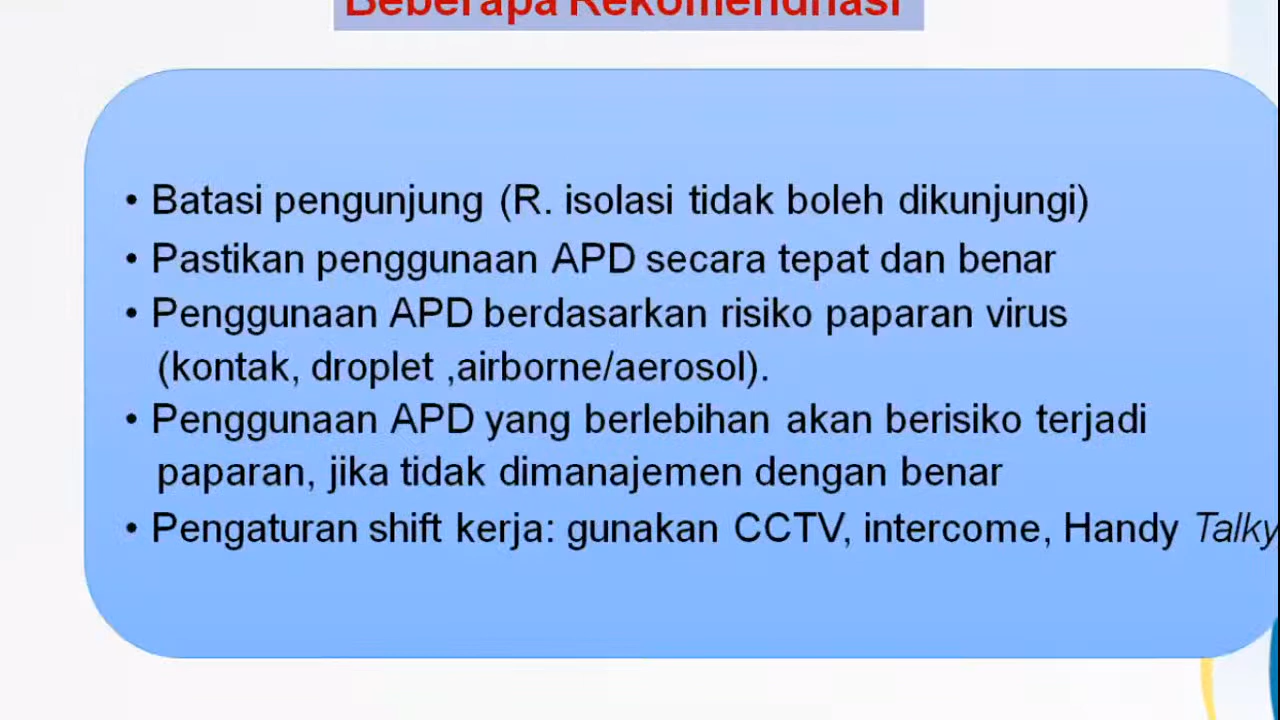 Beberapa Rekomendnasi
• Batasi pengunjung (R. isolasi tidak boleh dikunjungi)
• Pastikan penggunaan APD secara tepat dan benar
• Penggunaan APD berdasarkan risiko paparan virus
(kontak, droplet ,airborne/aerosol).
• Penggunaan APD yang berlebihan akan berisiko terjadi
paparan, jika tidak dimanajemen dengan benar
• Pengaturan shift kerja: gunakan CCTV, intercome, Handy Talky